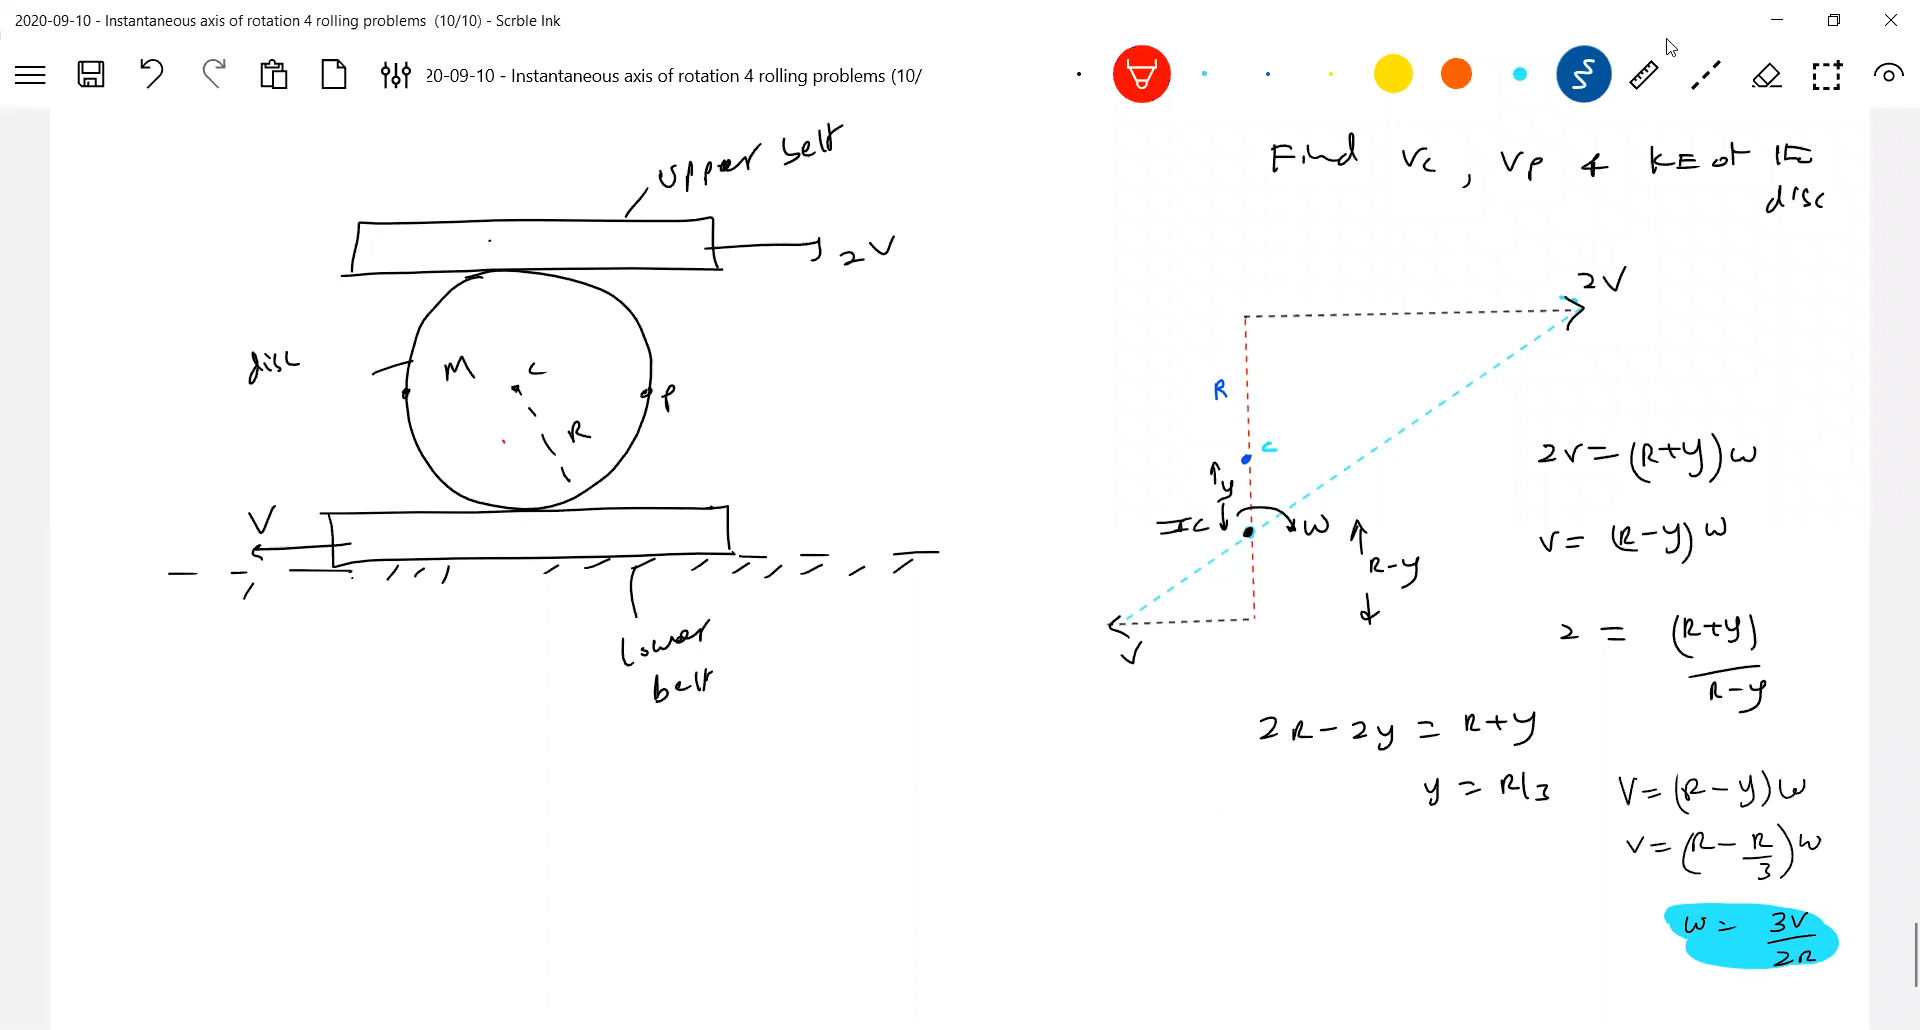 2020-09-10 - Instantaneous axis of rotation 4 rolling problems (10/10) - Scrble Ink
20-09-10 - Instantaneous axis of rotation 4 rolling problems (10/
upper belt
2V
disc
M
C
P
R
V
lower
belt
Find Vc, Vp & KE of the
disc
2V
R
C
y
IC
ω
R-y
V
2V = (R+y)ω
V = (R-y)ω
2 = (R+y)
R-y
2R - 2y = R+y
y = R/3
V = (R-y)ω
V = (R - R/3)ω
ω = 3V/2R